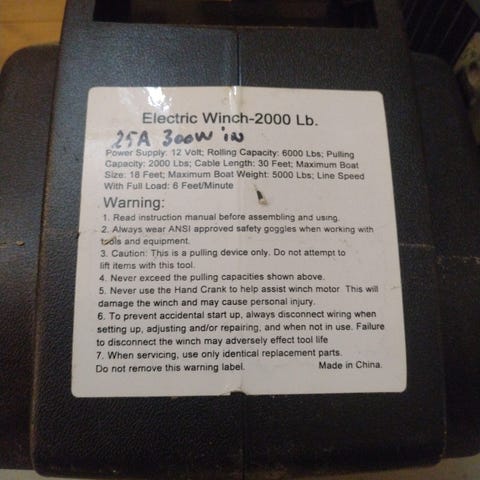 Electric Winch-2000 Lb.
25A 300W in
Power Supply: 12 Volt; Rolling Capacity: 6000 Lbs; Pulling
Capacity: 2000 Lbs; Cable Length: 30 Feet; Maximum Boat
Size: 18 Feet; Maximum Boat Weight: 5000 Lbs; Line Speed
With Full Load: 6 Feet/Minute
Warning:
1. Read instruction manual before assembling and using.
2. Always wear ANSI approved safety goggles when working with
tools and equipment.
3. Caution: This is a pulling device only. Do not attempt to
lift items with this tool.
4. Never exceed the pulling capacities shown above.
5. Never use the Hand Crank to help assist winch motor This will
damage the winch and may cause personal injury.
6. To prevent accidental start up, always disconnect wiring when
setting up, adjusting and/or repairing, and when not in use. Failure
to disconnect the winch may adversely effect tool life
7. When servicing, use only identical replacement parts.
Do not remove this warning label. Made in China.